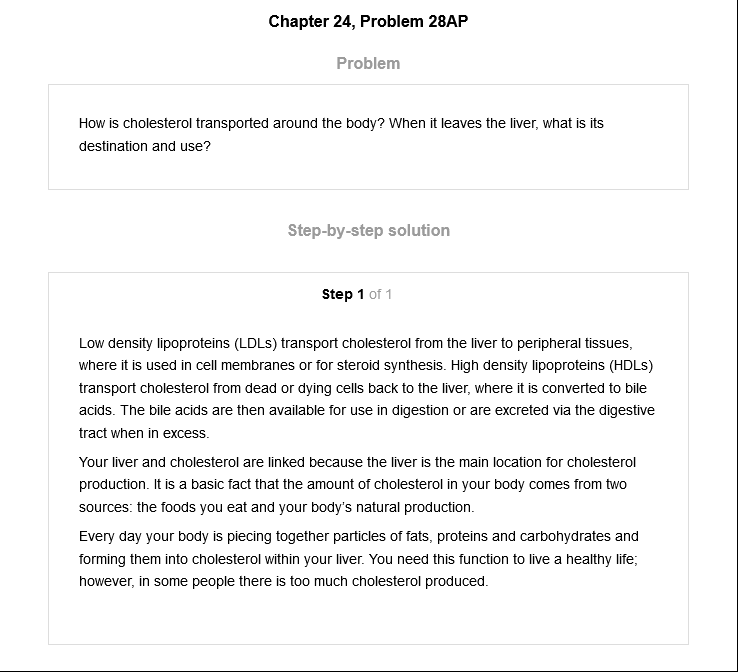 Chapter 24, Problem 28AP
Problem
How is cholesterol transported around the body? When it leaves the liver, what is its
destination and use?
Step-by-step solution
Step 1 of 1
Low density lipoproteins (LDLs) transport cholesterol from the liver to peripheral tissues,
where it is used in cell membranes or for steroid synthesis. High density lipoproteins (HDLs)
transport cholesterol from dead or dying cells back to the liver, where it is converted to bile
acids. The bile acids are then available for use in digestion or are excreted via the digestive
tract when in excess.
Your liver and cholesterol are linked because the liver is the main location for cholesterol
production. It is a basic fact that the amount of cholesterol in your body comes from two
sources: the foods you eat and your body's natural production.
Every day your body is piecing together particles of fats, proteins and carbohydrates and
forming them into cholesterol within your liver. You need this function to live a healthy life;
however, in some people there is too much cholesterol produced.